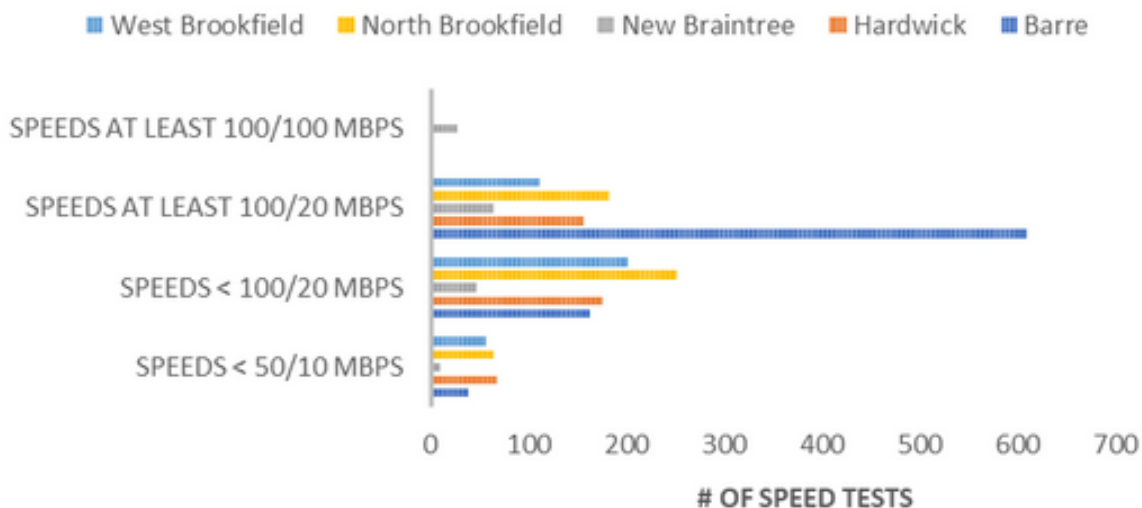 West Brookfield North Brookfield New Braintree Hardwick Barre
SPEEDS AT LEAST 100/100 MBPS
SPEEDS AT LEAST 100/20 MBPS
SPEEDS < 100/20 MBPS
SPEEDS < 50/10 MBPS
0 100 200 300 400 500 600 700
# OF SPEED TESTS